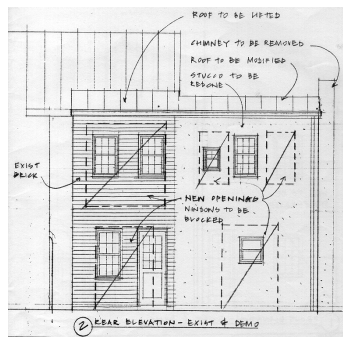 ROOF TO BE LIFTED
CHIMNEY TO BE REMOVED
ROOF TO BE MODIFIED
STUCCO TO BE
REDONE
EXIST
BRICK
NEW OPENINGS
WINDOWS TO BE
BLOCKED
2 REAR ELEVATION - EXIST & DEMO